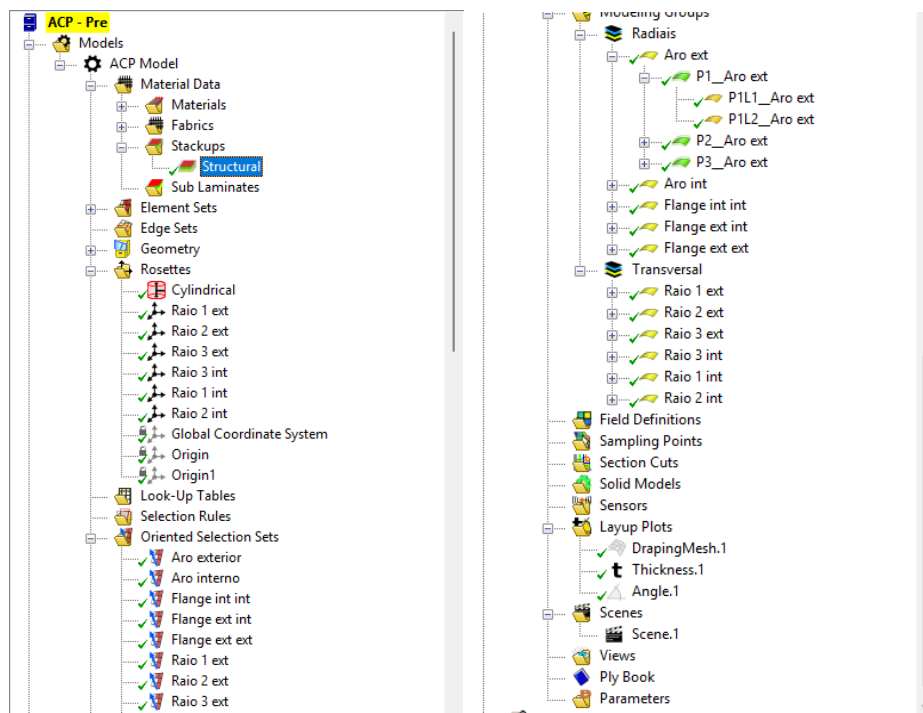 ACP - Pre
Models
ACP Model
Material Data
Materials
Fabrics
Stackups
Structural
Sub Laminates
Element Sets
Edge Sets
Geometry
Rosettes
Cylindrical
Raio 1 ext
Raio 2 ext
Raio 3 ext
Raio 3 int
Raio 1 int
Raio 2 int
Global Coordinate System
Origin
Origin1
Look-Up Tables
Selection Rules
Oriented Selection Sets
Aro exterior
Aro interno
Flange int int
Flange ext int
Flange ext ext
Raio 1 ext
Raio 2 ext
Raio 3 ext
Modeling Groups
Radiais
Aro ext
P1__Aro ext
P1L1__Aro ext
P1L2__Aro ext
P2__Aro ext
P3__Aro ext
Aro int
Flange int int
Flange ext int
Flange ext ext
Transversal
Raio 1 ext
Raio 2 ext
Raio 3 ext
Raio 3 int
Raio 1 int
Raio 2 int
Field Definitions
Sampling Points
Section Cuts
Solid Models
Sensors
Layup Plots
DrapingMesh.1
Thickness.1
Angle.1
Scenes
Scene.1
Views
Ply Book
Parameters